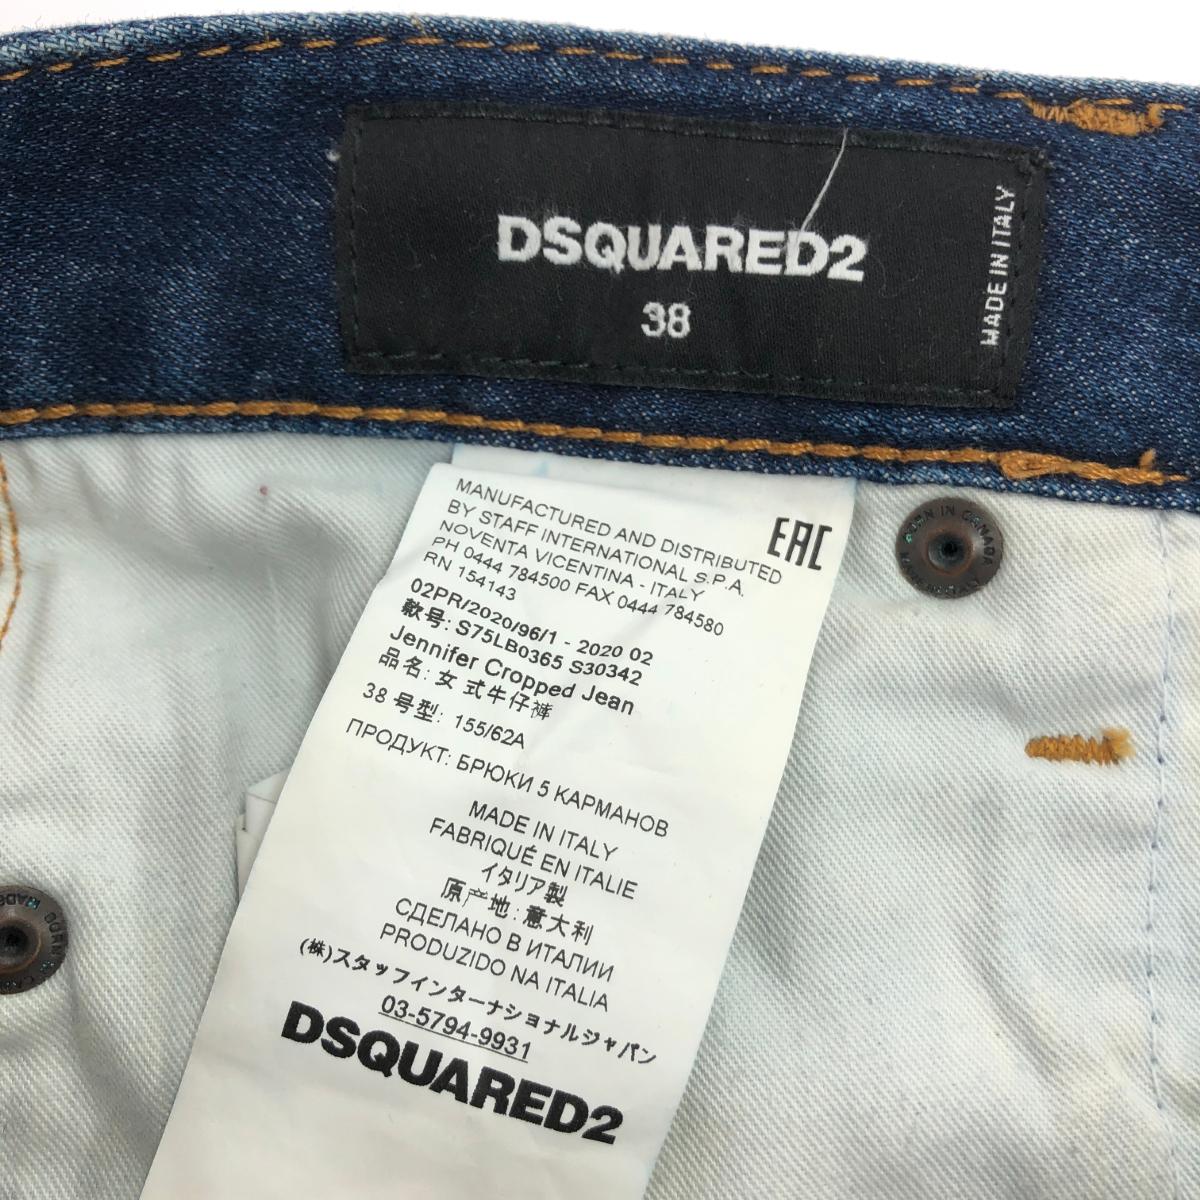 DSQUARED2
38
MADE IN ITALY
MANUFACTURED AND DISTRIBUTED
BY STAFF INTERNATIONAL S.P.A.
NOVENTA VICENTINA - ITALY
PH 0444 784500 FAX 0444 784580
RN 154143
EAC
02PR/2020/96/1 - 2020 02
款号: S75LB0365 S30342
Jennifer Cropped Jean
品名: 女式牛仔裤
38 号型: 155/62A
ПРОДУКТ: БРЮКИ 5 КАРМАНОВ
MADE IN ITALY
FABRIQUÉ EN ITALIE
イタリア製
原产地: 意大利
СДЕЛАНО В ИТАЛИИ
PRODUZIDO NA ITALIA
(株)スタッフインターナショナルジャパン
03-5794-9931
DSQUARED2
BORN IN CANADA